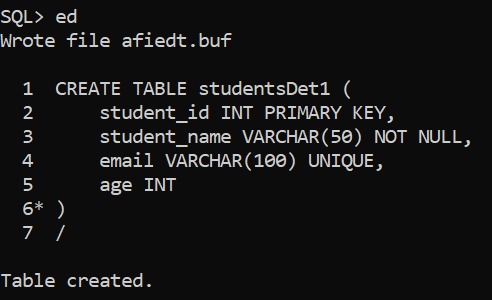 SQL> ed
Wrote file afiedt.buf
1 CREATE TABLE studentsDet1 (
2 student_id INT PRIMARY KEY,
3 student_name VARCHAR(50) NOT NULL,
4 email VARCHAR(100) UNIQUE,
5 age INT
6* )
7 /
Table created.